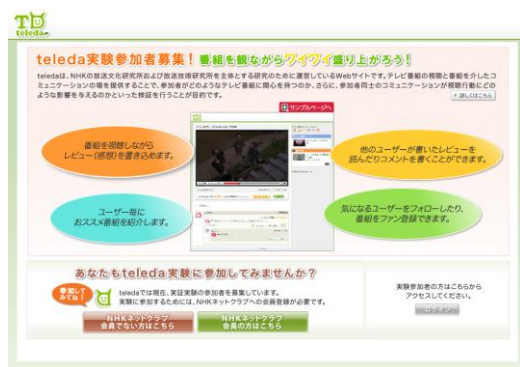 TD
teleda
teleda実験参加者募集！番組を観ながらワイワイ盛り上がろう！
teledaは、NHKの放送文化研究所および放送技術研究所を主体とする研究のために運営しているWebサイトです。テレビ番組の視聴と番組を介したコ
ミュニケーションの場を提供することで、参加者がどのようなテレビ番組に関心を持つのか、さらに、参加者同士のコミュニケーションが視聴行動にどの
ような影響を与えるのかといった検証を行うことが目的です。
詳しくはこちら
サンプルページへ
番組を視聴しながら
レビュー（感想）を書き込めます。
他のユーザーが書いたレビューを
読んだりコメントを書くことができます。
ユーザー毎に
おススメ番組を紹介します。
気になるユーザーをフォローしたり、
番組をファン登録できます。
あなたもteleda実験に参加してみませんか？
参加して
みてね！
teledaでは現在、実証実験の参加者を募集しています。
実験に参加するためには、NHKネットクラブへの会員登録が必要です。
NHKネットクラブ
会員でない方はこちら
NHKネットクラブ
会員の方はこちら
実験参加者の方はこちらから
アクセスしてください。
ログイン